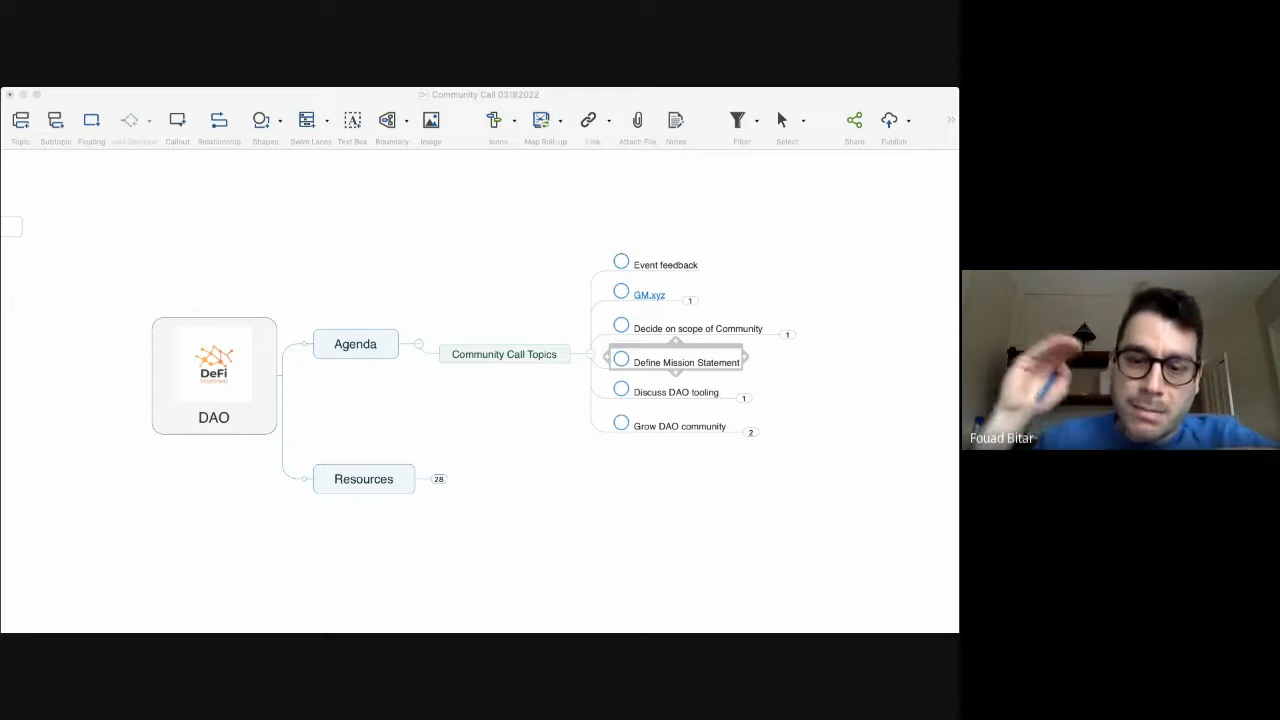 Community Call 03182022
Topic
Subtopic
Floating
Add Decision
Callout
Relationship
Shapes
Swim Lanes
Text Box
Boundary
Image
Icons
Map Roll-up
Link
Attach File
Notes
Filter
Select
Share
Publish
DeFi
Montreal
DAO
Agenda
Community Call Topics
Event feedback
GM.xyz
1
Decide on scope of Community
1
Define Mission Statement
Discuss DAO tooling
1
Grow DAO community
2
Resources
28
Fouad Bitar